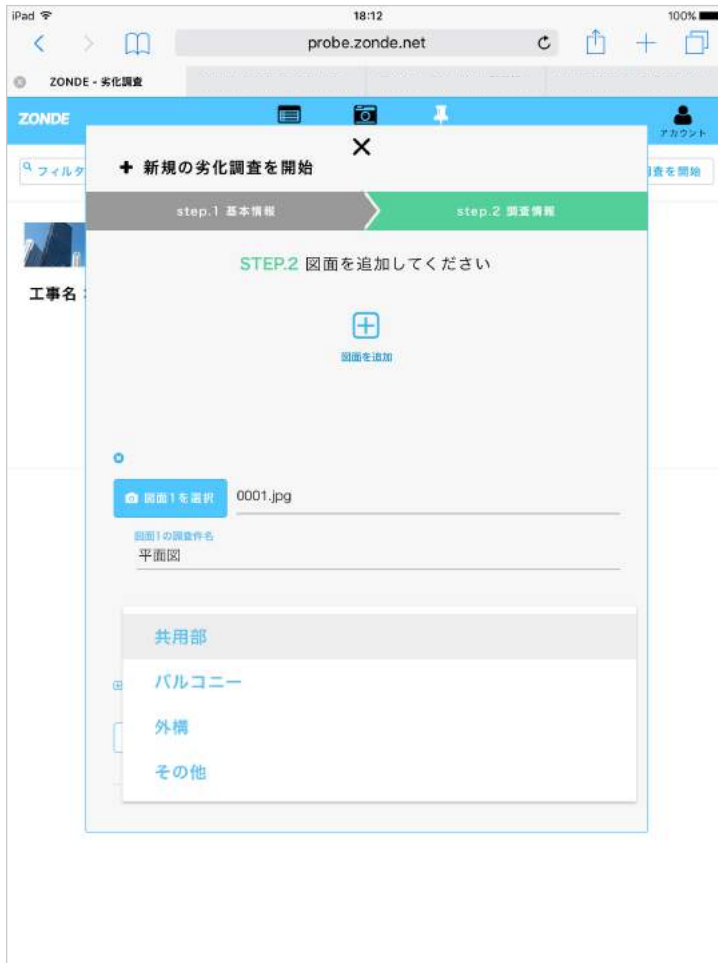 iPad 18:12 100%
probe.zonde.net
ZONDE - 劣化調査
ZONDE
アカウント
フィルタ
査を開始
+ 新規の劣化調査を開始
step.1 基本情報 step.2 調査情報
STEP.2 図面を追加してください
図面を追加
工事名：
図面1を選択 0001.jpg
図面1の調査件名
平面図
共用部
バルコニー
外構
その他